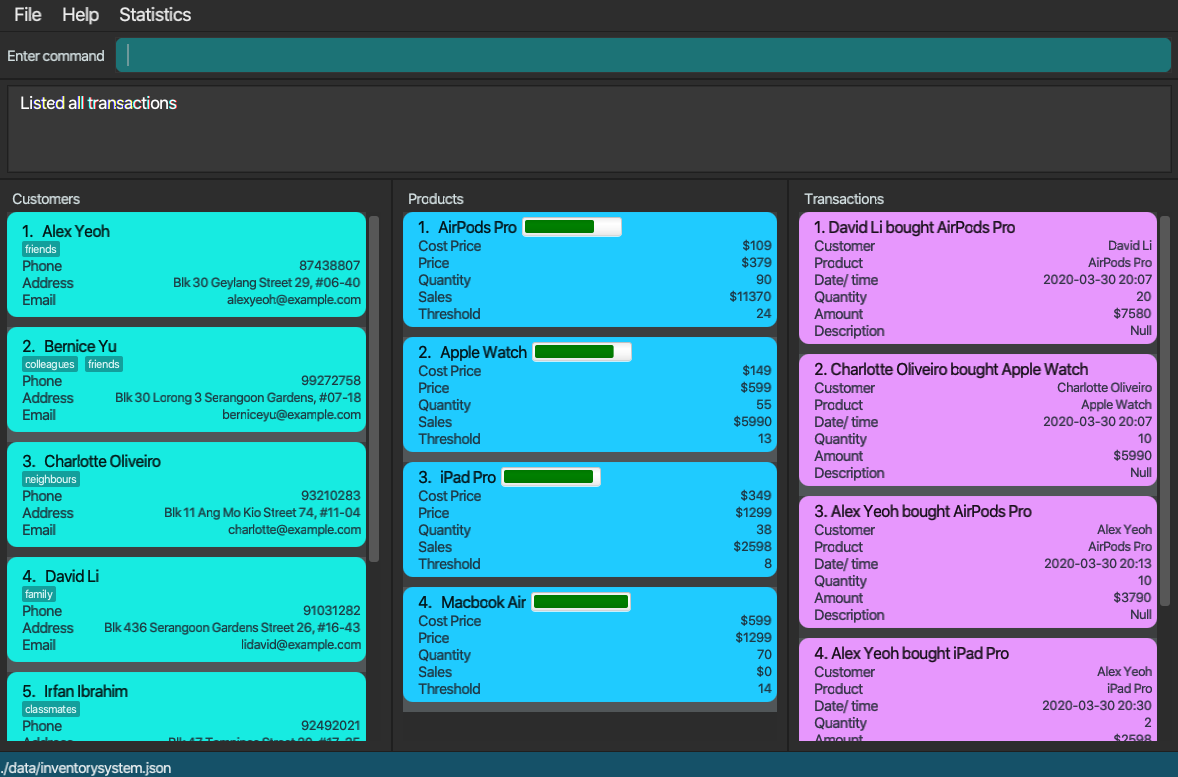 File Help Statistics
Enter command
Listed all transactions
Customers
1. Alex Yeoh
friends
Phone 87438807
Address Blk 30 Geylang Street 29, #06-40
Email alexyeoh@example.com
2. Bernice Yu
colleagues friends
Phone 99272758
Address Blk 30 Lorong 3 Serangoon Gardens, #07-18
Email berniceyu@example.com
3. Charlotte Oliveiro
neighbours
Phone 93210283
Address Blk 11 Ang Mo Kio Street 74, #11-04
Email charlotte@example.com
4. David Li
family
Phone 91031282
Address Blk 436 Serangoon Gardens Street 26, #16-43
Email lidavid@example.com
5. Irfan Ibrahim
classmates
Phone 92492021
Address Blk 47 Tampines Street 20, #17-35
Products
1. AirPods Pro
Cost Price $109
Price $379
Quantity 90
Sales $11370
Threshold 24
2. Apple Watch
Cost Price $149
Price $599
Quantity 55
Sales $5990
Threshold 13
3. iPad Pro
Cost Price $349
Price $1299
Quantity 38
Sales $2598
Threshold 8
4. Macbook Air
Cost Price $599
Price $1299
Quantity 70
Sales $0
Threshold 14
Transactions
1. David Li bought AirPods Pro
Customer David Li
Product AirPods Pro
Date/ time 2020-03-30 20:07
Quantity 20
Amount $7580
Description Null
2. Charlotte Oliveiro bought Apple Watch
Customer Charlotte Oliveiro
Product Apple Watch
Date/ time 2020-03-30 20:07
Quantity 10
Amount $5990
Description Null
3. Alex Yeoh bought AirPods Pro
Customer Alex Yeoh
Product AirPods Pro
Date/ time 2020-03-30 20:13
Quantity 10
Amount $3790
Description Null
4. Alex Yeoh bought iPad Pro
Customer Alex Yeoh
Product iPad Pro
Date/ time 2020-03-30 20:30
Quantity 2
Amount $2598
./data/inventorysystem.json